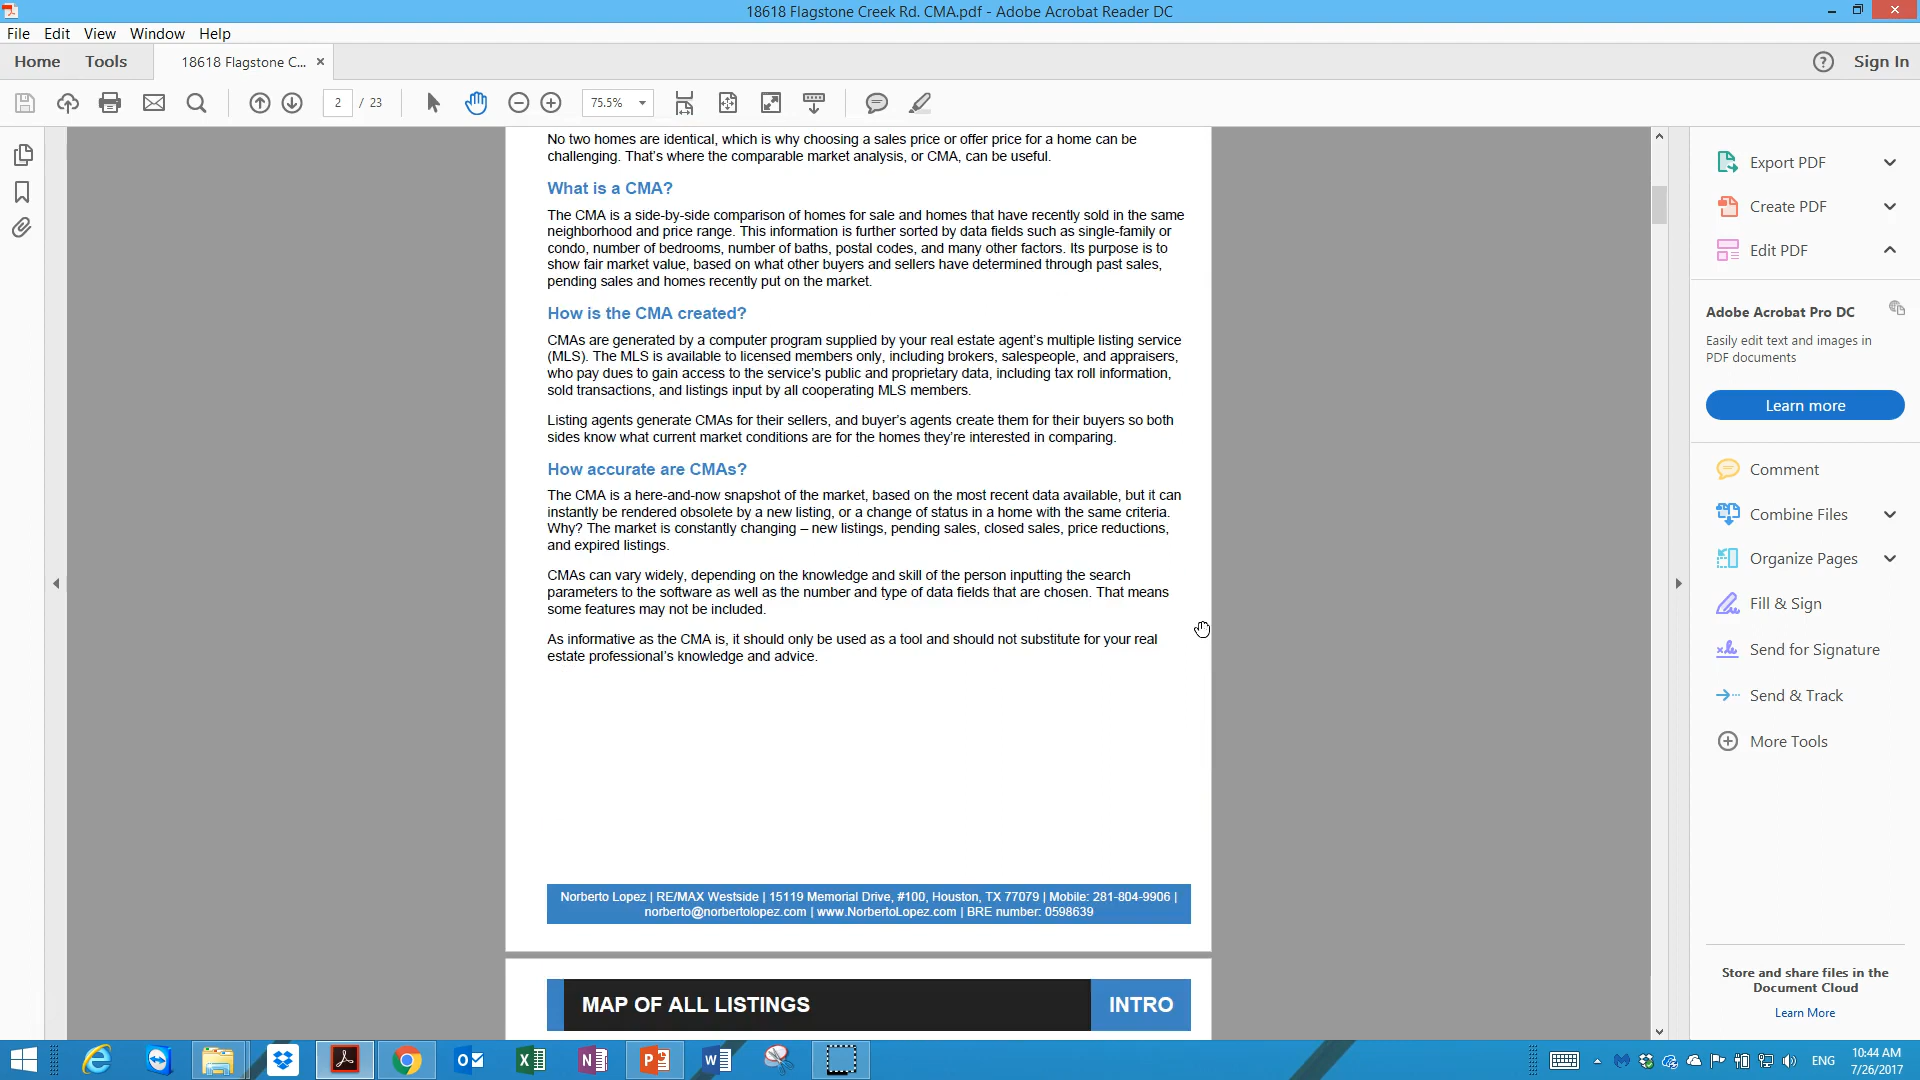 18618 Flagstone Creek Rd. CMA.pdf - Adobe Acrobat Reader DC
File Edit View Window Help
Home Tools 18618 Flagstone C... × Sign In
2 / 23 75.5%
No two homes are identical, which is why choosing a sales price or offer price for a home can be
challenging. That’s where the comparable market analysis, or CMA, can be useful.
What is a CMA?
The CMA is a side-by-side comparison of homes for sale and homes that have recently sold in the same
neighborhood and price range. This information is further sorted by data fields such as single-family or
condo, number of bedrooms, number of baths, postal codes, and many other factors. Its purpose is to
show fair market value, based on what other buyers and sellers have determined through past sales,
pending sales and homes recently put on the market.
How is the CMA created?
CMAs are generated by a computer program supplied by your real estate agent’s multiple listing service
(MLS). The MLS is available to licensed members only, including brokers, salespeople, and appraisers,
who pay dues to gain access to the service’s public and proprietary data, including tax roll information,
sold transactions, and listings input by all cooperating MLS members.
Listing agents generate CMAs for their sellers, and buyer’s agents create them for their buyers so both
sides know what current market conditions are for the homes they’re interested in comparing.
How accurate are CMAs?
The CMA is a here-and-now snapshot of the market, based on the most recent data available, but it can
instantly be rendered obsolete by a new listing, or a change of status in a home with the same criteria.
Why? The market is constantly changing – new listings, pending sales, closed sales, price reductions,
and expired listings.
CMAs can vary widely, depending on the knowledge and skill of the person inputting the search
parameters to the software as well as the number and type of data fields that are chosen. That means
some features may not be included.
As informative as the CMA is, it should only be used as a tool and should not substitute for your real
estate professional’s knowledge and advice.
Norberto Lopez | RE/MAX Westside | 15119 Memorial Drive, #100, Houston, TX 77079 | Mobile: 281-804-9906 |
norberto@norbertolopez.com | www.NorbertoLopez.com | BRE number: 0598639
MAP OF ALL LISTINGS INTRO
Export PDF
Create PDF
Edit PDF
Adobe Acrobat Pro DC
Easily edit text and images in
PDF documents
Learn more
Comment
Combine Files
Organize Pages
Fill & Sign
Send for Signature
Send & Track
More Tools
Store and share files in the
Document Cloud
Learn More
ENG
10:44 AM
7/26/2017